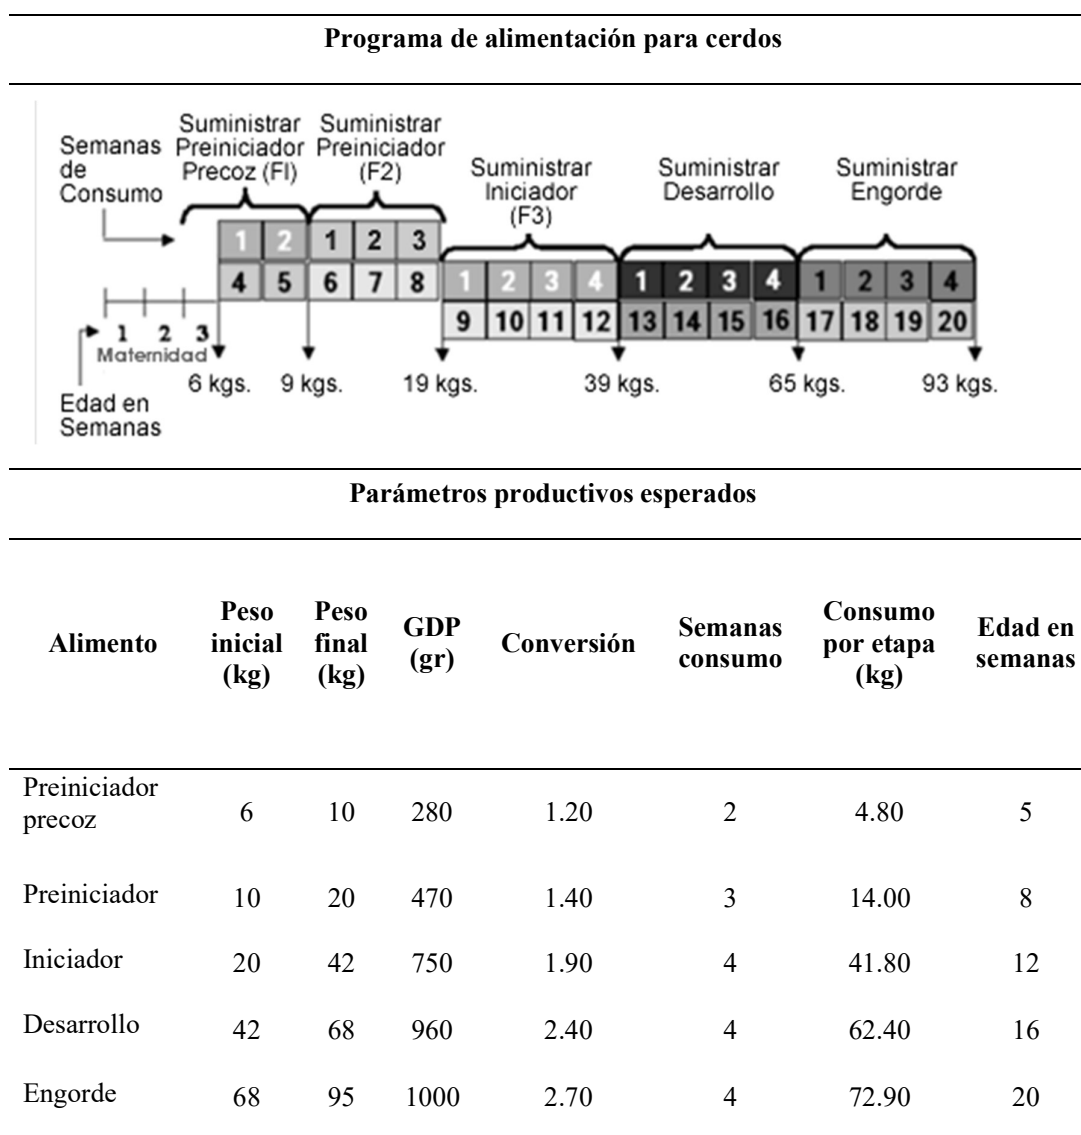 Programa de alimentación para cerdos
Semanas de Consumo
Suministrar Preiniciador Precoz (FI)
Suministrar Preiniciador (F2)
Suministrar Iniciador (F3)
Suministrar Desarrollo
Suministrar Engorde
1 2 1 2 3
4 5 6 7 8
1 2 3 4 1 2 3 4 1 2 3 4
9 10 11 12 13 14 15 16 17 18 19 20
1 2 3
Maternidad
6 kgs. 9 kgs. 19 kgs. 39 kgs. 65 kgs. 93 kgs.
Edad en Semanas
Parámetros productivos esperados
Alimento Peso inicial (kg) Peso final (kg) GDP (gr) Conversión Semanas consumo Consumo por etapa (kg) Edad en semanas
Preiniciador precoz 6 10 280 1.20 2 4.80 5
Preiniciador 10 20 470 1.40 3 14.00 8
Iniciador 20 42 750 1.90 4 41.80 12
Desarrollo 42 68 960 2.40 4 62.40 16
Engorde 68 95 1000 2.70 4 72.90 20